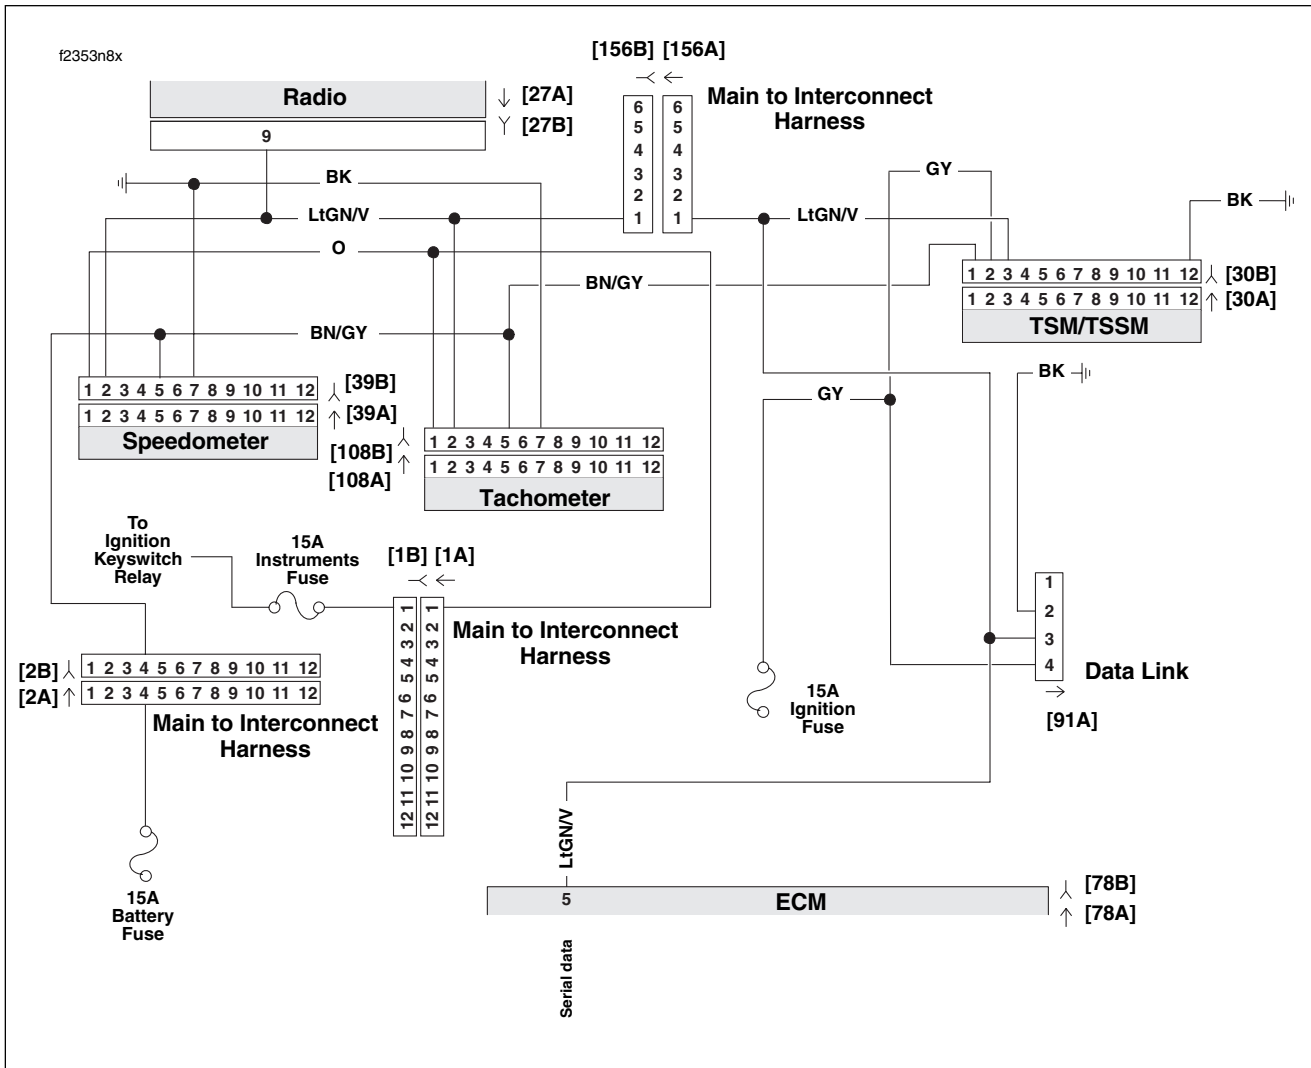 f2353n8x
[156B] [156A]
Radio
[27A]
[27B]
9
Main to Interconnect
Harness
6 6
5 5
4 4
3 3
2 2
1 1
BK
LtGN/V
O
BN/GY
BN/GY
LtGN/V
GY
BK
1 2 3 4 5 6 7 8 9 10 11 12
[30B]
1 2 3 4 5 6 7 8 9 10 11 12
[30A]
TSM/TSSM
1 2 3 4 5 6 7 8 9 10 11 12
[39B]
1 2 3 4 5 6 7 8 9 10 11 12
[39A]
Speedometer
[108B]
[108A]
1 2 3 4 5 6 7 8 9 10 11 12
1 2 3 4 5 6 7 8 9 10 11 12
Tachometer
BK
GY
To
Ignition
Keyswitch
Relay
15A
Instruments
Fuse
[1B] [1A]
1 2 3 4 5 6 7 8 9 10 11 12
1 2 3 4 5 6 7 8 9 10 11 12
Main to Interconnect
Harness
[2B]
1 2 3 4 5 6 7 8 9 10 11 12
[2A]
1 2 3 4 5 6 7 8 9 10 11 12
Main to Interconnect
Harness
15A
Battery
Fuse
15A
Ignition
Fuse
1
2
3
4
Data Link
[91A]
LtGN/V
5
ECM
[78B]
[78A]
Serial data